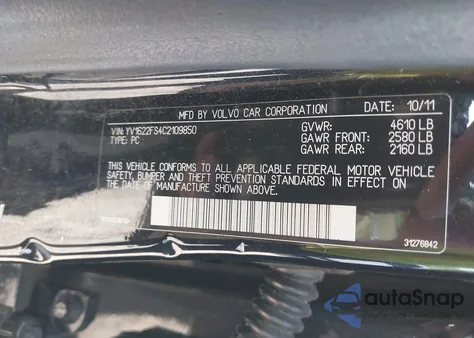 MFD BY VOLVO CAR CORPORATION DATE: 10/11
VIN: YV1622FS4C2109850 GVWR: 4610 LB
TYPE: PC GAWR FRONT: 2580 LB
GAWR REAR: 2160 LB
THIS VEHICLE CONFORMS TO ALL APPLICABLE FEDERAL MOTOR VEHICLE
SAFETY, BUMPER AND THEFT PREVENTION STANDARDS IN EFFECT ON
THE DATE OF MANUFACTURE SHOWN ABOVE.
VOLVO
31276842
autoSnap